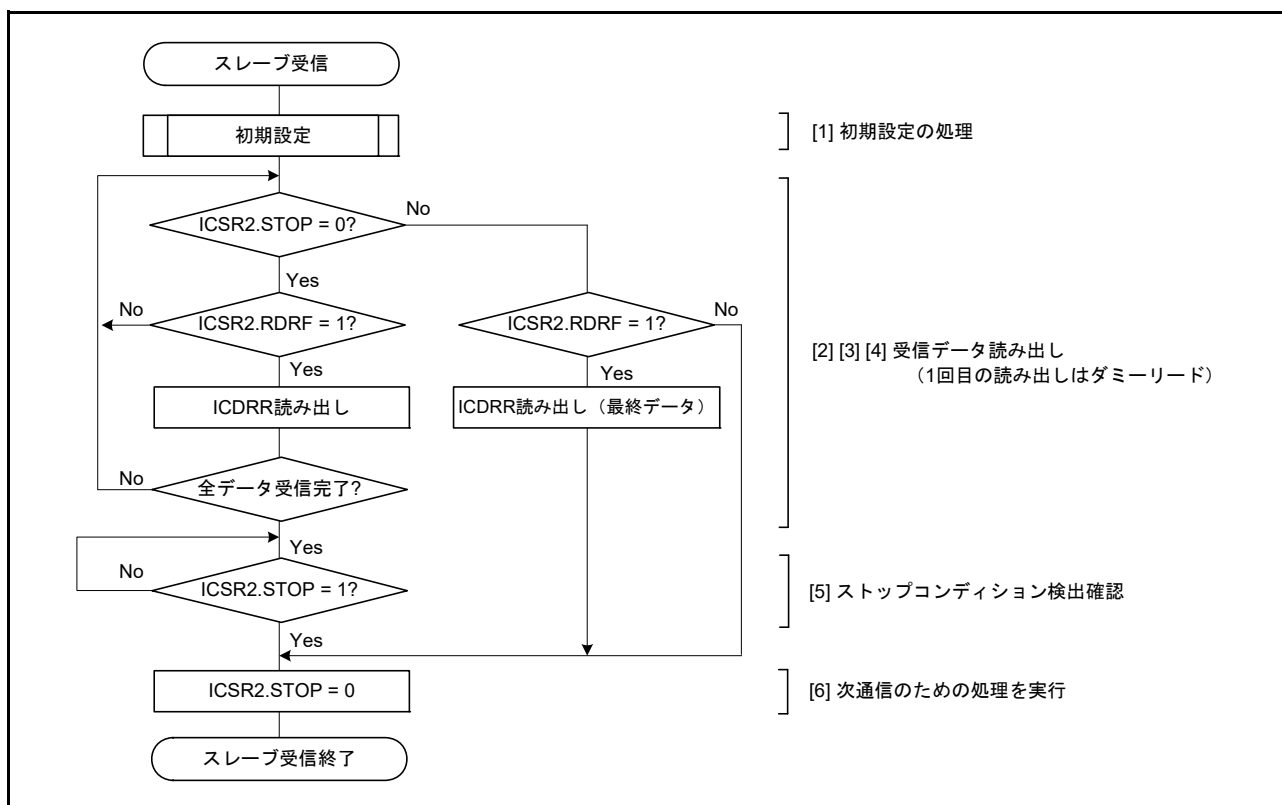 スレーブ受信
初期設定
[1] 初期設定の処理
ICSR2.STOP = 0?
No
Yes
No
ICSR2.RDRF = 1?
ICSR2.RDRF = 1?
No
[2] [3] [4] 受信データ読み出し
（1回目の読み出しはダミーリード）
Yes
Yes
ICDRR読み出し
ICDRR読み出し（最終データ）
No
全データ受信完了?
Yes
No
ICSR2.STOP = 1?
[5] ストップコンディション検出確認
Yes
ICSR2.STOP = 0
[6] 次通信のための処理を実行
スレーブ受信終了